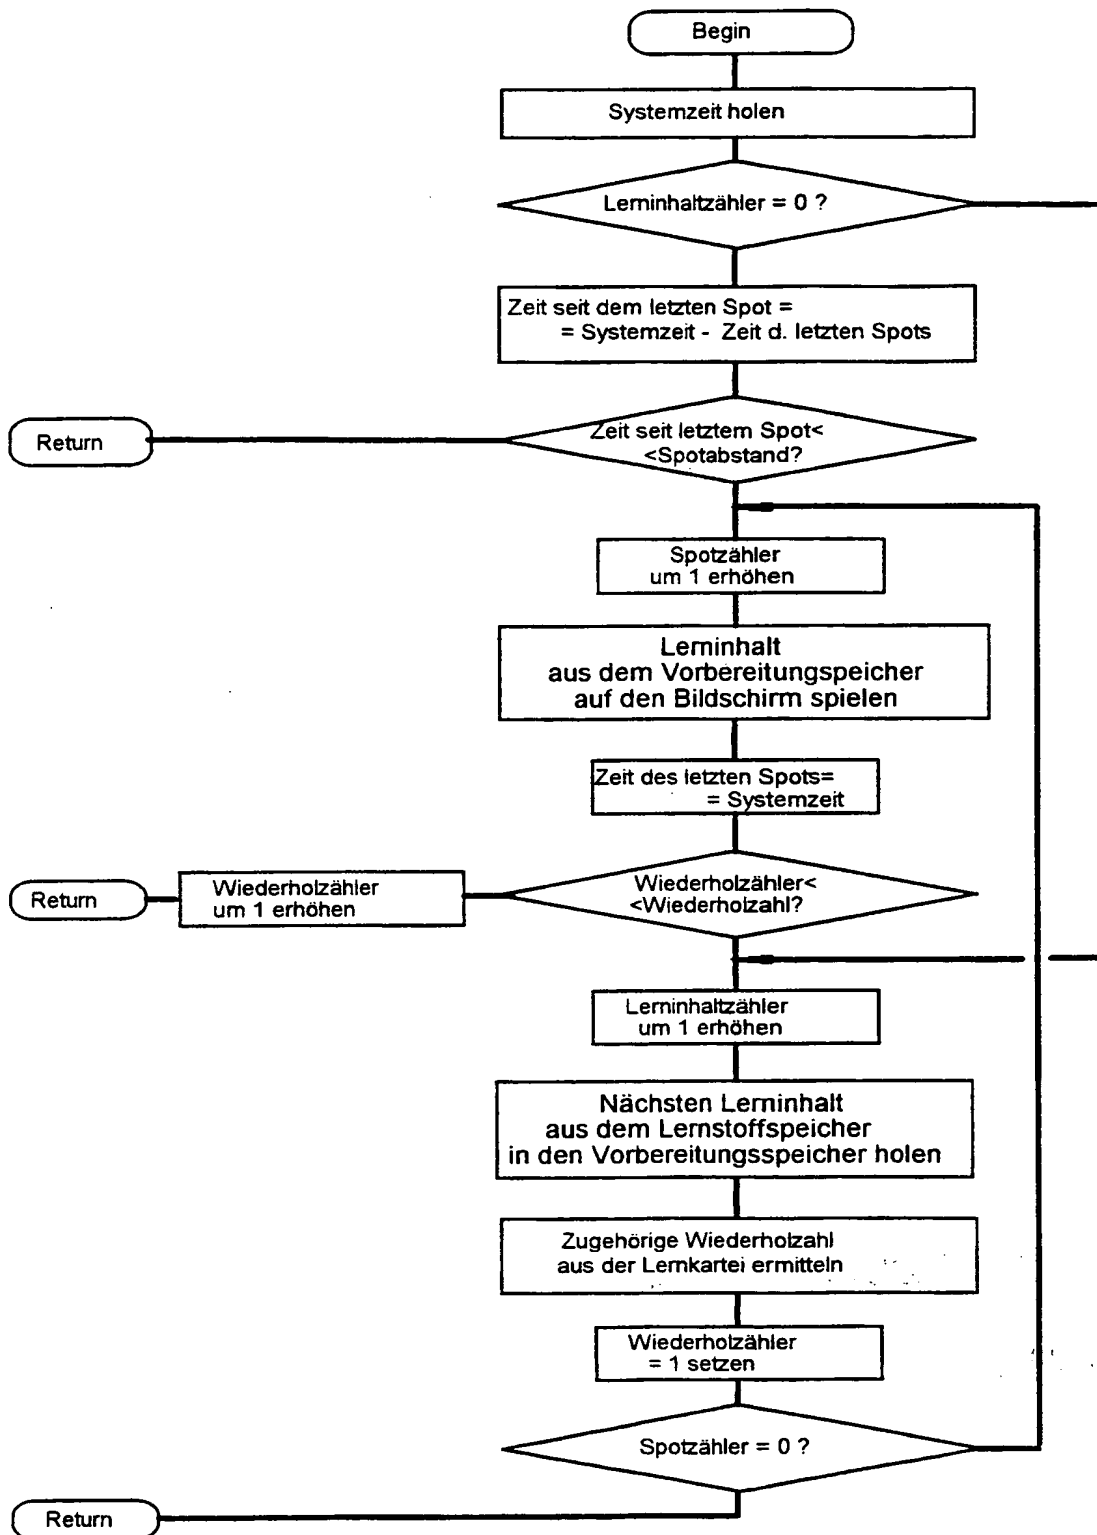 Begin
Systemzeit holen
Lerninhaltzähler = 0 ?
Zeit seit dem letzten Spot =
= Systemzeit - Zeit d. letzten Spots
Return
Zeit seit letztem Spot<
<Spotabstand?
Spotzähler
um 1 erhöhen
Lerninhalt
aus dem Vorbereitungspeicher
auf den Bildschirm spielen
Zeit des letzten Spots=
= Systemzeit
Return
Wiederholzähler
um 1 erhöhen
Wiederholzähler<
<Wiederholzahl?
Lerninhaltzähler
um 1 erhöhen
Nächsten Lerninhalt
aus dem Lernstoffspeicher
in den Vorbereitungsspeicher holen
Zugehörige Wiederholzahl
aus der Lernkartei ermitteln
Wiederholzähler
= 1 setzen
Spotzähler = 0 ?
Return